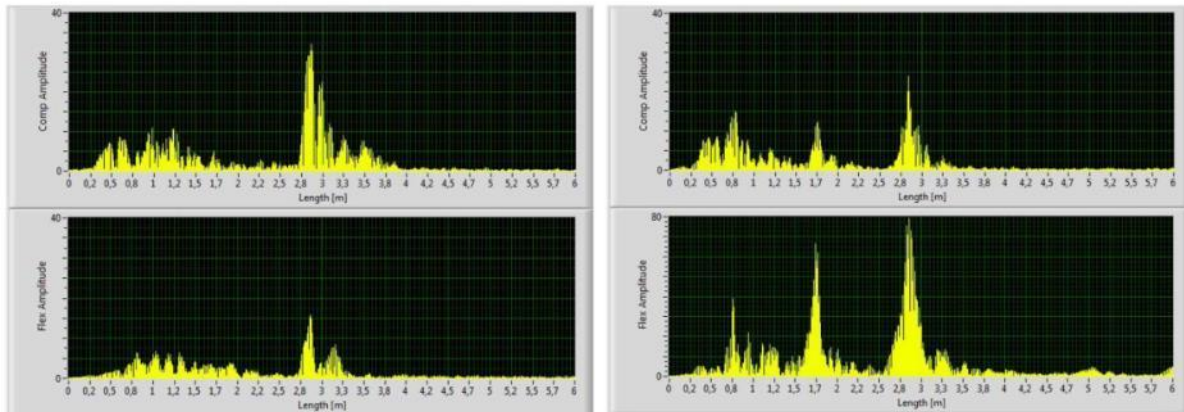 40
Comp Amplitude
0
0 0,2 0,5 0,8 1 1,2 1,5 1,7 2 2,2 2,5 2,8 3 3,3 3,5 3,8 4 4,2 4,5 4,7 5 5,2 5,5 5,7 6
Length [m]
40
Flex Amplitude
0
0 0,2 0,5 0,8 1 1,2 1,5 1,7 2 2,2 2,5 2,8 3 3,3 3,5 3,8 4 4,2 4,5 4,7 5 5,2 5,5 5,7 6
Length [m]
40
Comp Amplitude
0
0 0,2 0,5 0,8 1 1,2 1,5 1,7 2 2,2 2,5 2,8 3 3,3 3,5 3,8 4 4,2 4,5 4,7 5 5,2 5,5 5,7 6
Length [m]
80
Flex Amplitude
0
0 0,2 0,5 0,8 1 1,2 1,5 1,7 2 2,2 2,5 2,8 3 3,3 3,5 3,8 4 4,2 4,5 4,7 5 5,2 5,5 5,7 6
Length [m]